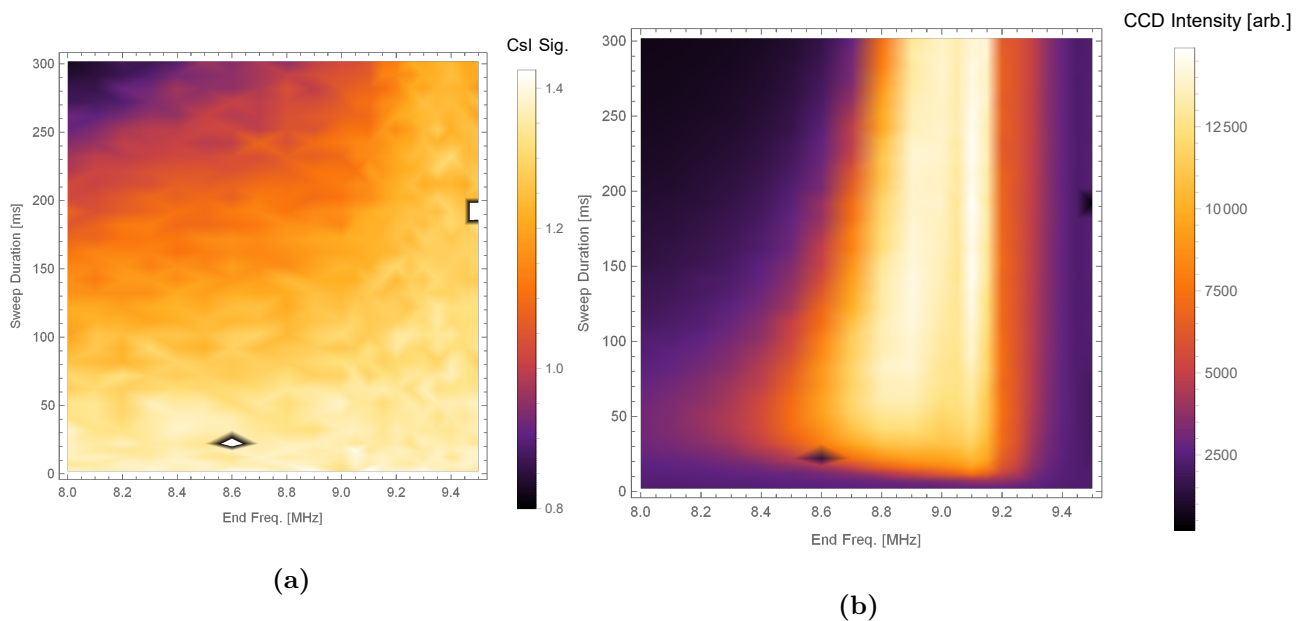 CsI Sig.
300
250
200
150
100
50
0
Sweep Duration [ms]
8.0 8.2 8.4 8.6 8.8 9.0 9.2 9.4
End Freq. [MHz]
1.4
1.2
1.0
0.8
(a)
CCD Intensity [arb.]
300
250
200
150
100
50
0
Sweep Duration [ms]
8.0 8.2 8.4 8.6 8.8 9.0 9.2 9.4
End Freq. [MHz]
12500
10000
7500
5000
2500
(b)